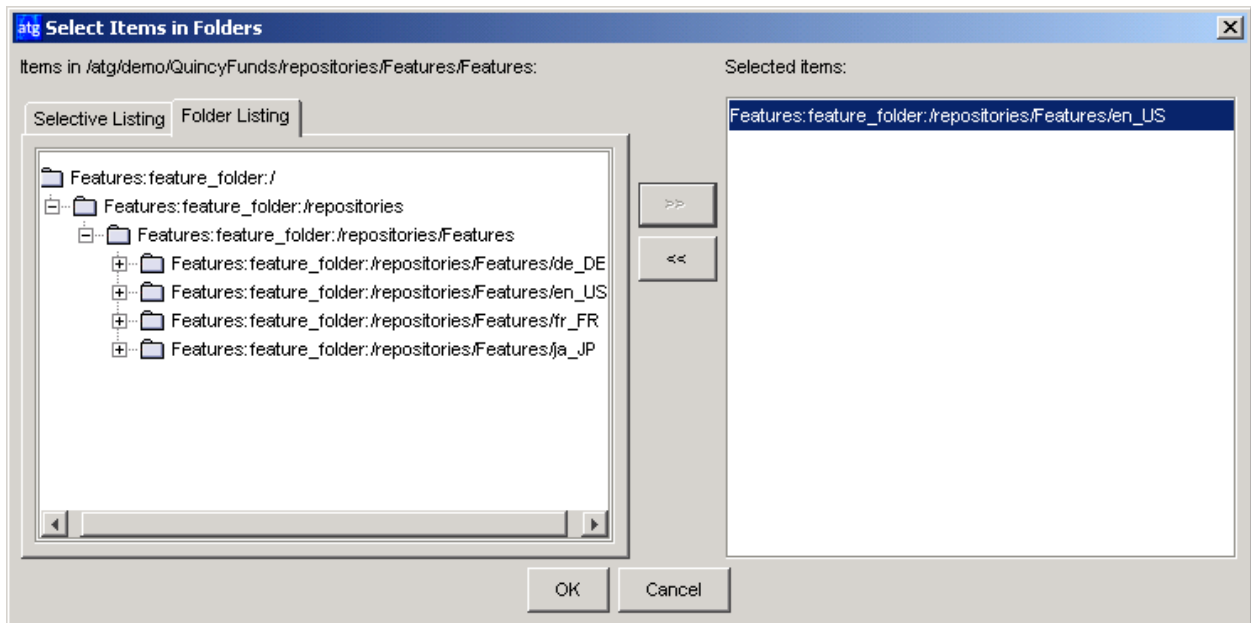 atg Select Items in Folders
Items in /atg/demo/QuincyFunds/repositories/Features/Features:
Selected items:
Selective Listing
Folder Listing
Features:feature_folder:/
Features:feature_folder:/repositories
Features:feature_folder:/repositories/Features
Features:feature_folder:/repositories/Features/de_DE
Features:feature_folder:/repositories/Features/en_US
Features:feature_folder:/repositories/Features/fr_FR
Features:feature_folder:/repositories/Features/ja_JP
>>
<<
Features:feature_folder:/repositories/Features/en_US
OK
Cancel